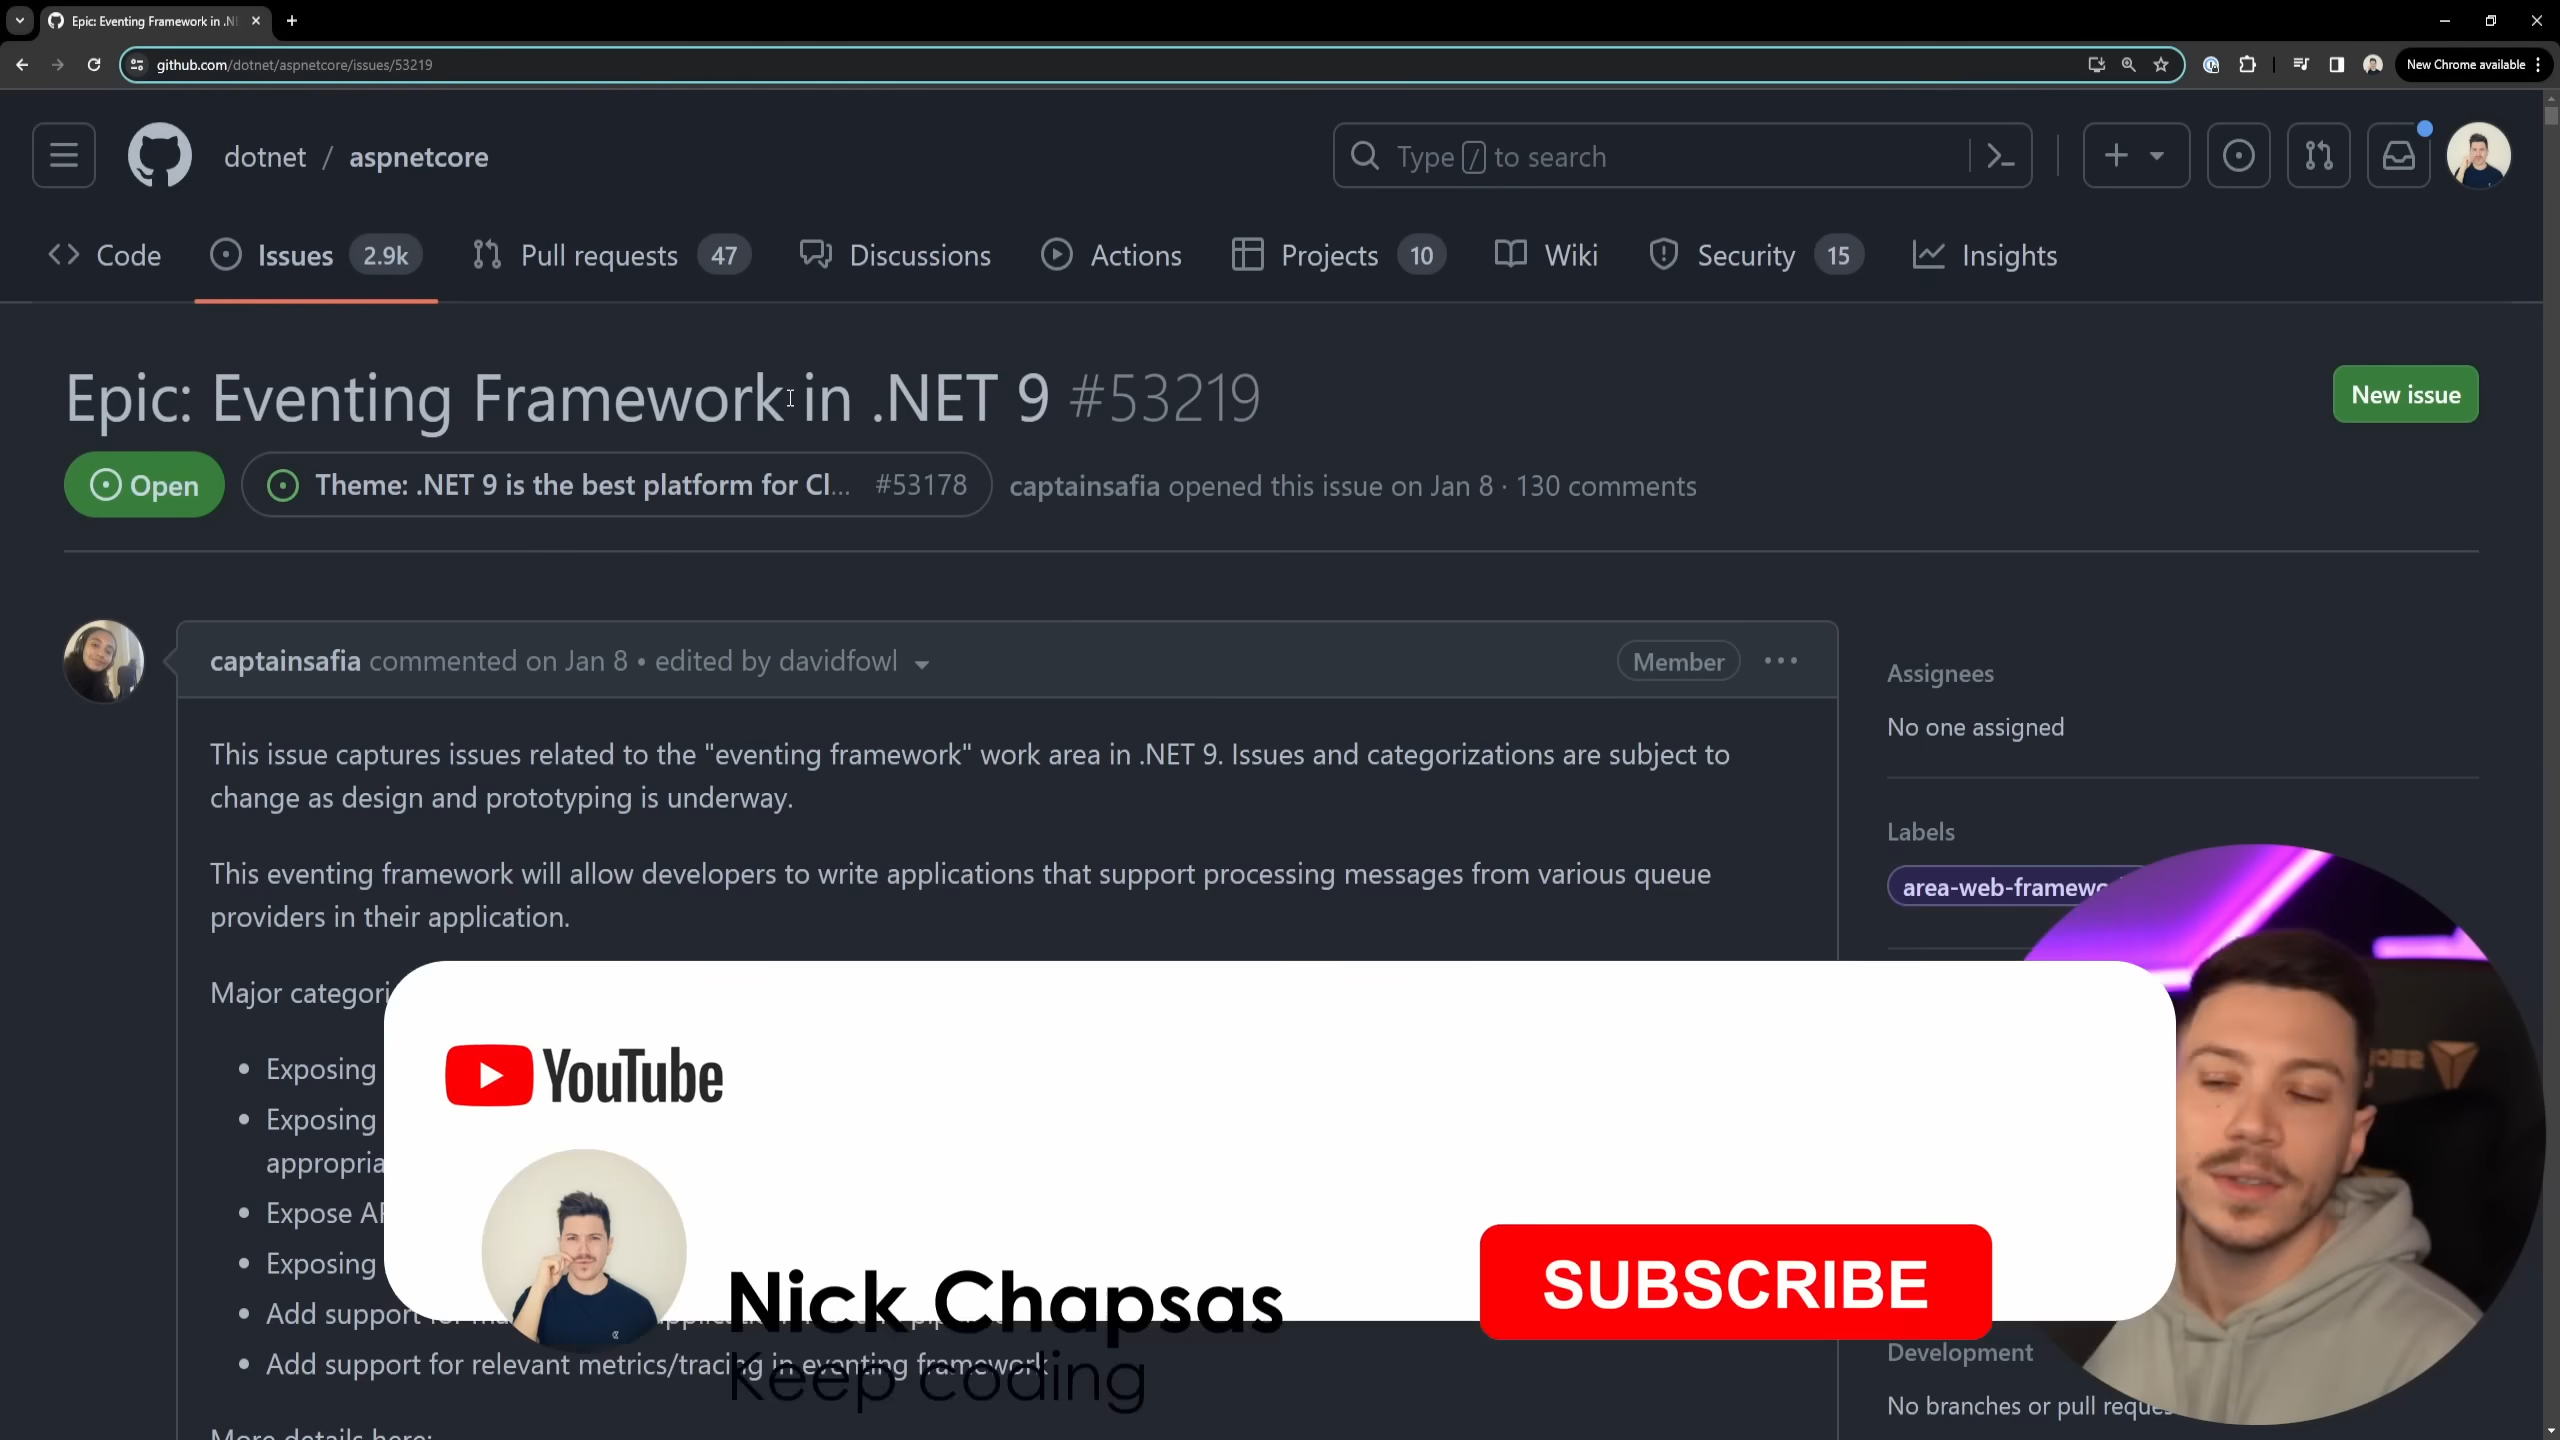 Epic: Eventing Framework in .N
New Chrome available
github.com/dotnet/aspnetcore/issues/53219
dotnet / aspnetcore
Type / to search
Code
Issues 2.9k
Pull requests 47
Discussions
Actions
Projects 10
Wiki
Security 15
Insights
Epic: Eventing Framework in .NET 9 #53219
New issue
Open
Theme: .NET 9 is the best platform for Cl... #53178
captainsafia opened this issue on Jan 8 · 130 comments
captainsafia commented on Jan 8 • edited by davidfowl
Member
This issue captures issues related to the "eventing framework" work area in .NET 9. Issues and categorizations are subject to
change as design and prototyping is underway.
This eventing framework will allow developers to write applications that support processing messages from various queue
providers in their application.
Major categori
Exposing
Exposing
appropria
Expose AP
Exposing
Add support
Add support for relevant metrics/tracing in eventing framework
More details here:
Assignees
No one assigned
Labels
area-web-framewo
Development
No branches or pull reques
YouTube
Nick Chapsas
Keep coding
SUBSCRIBE